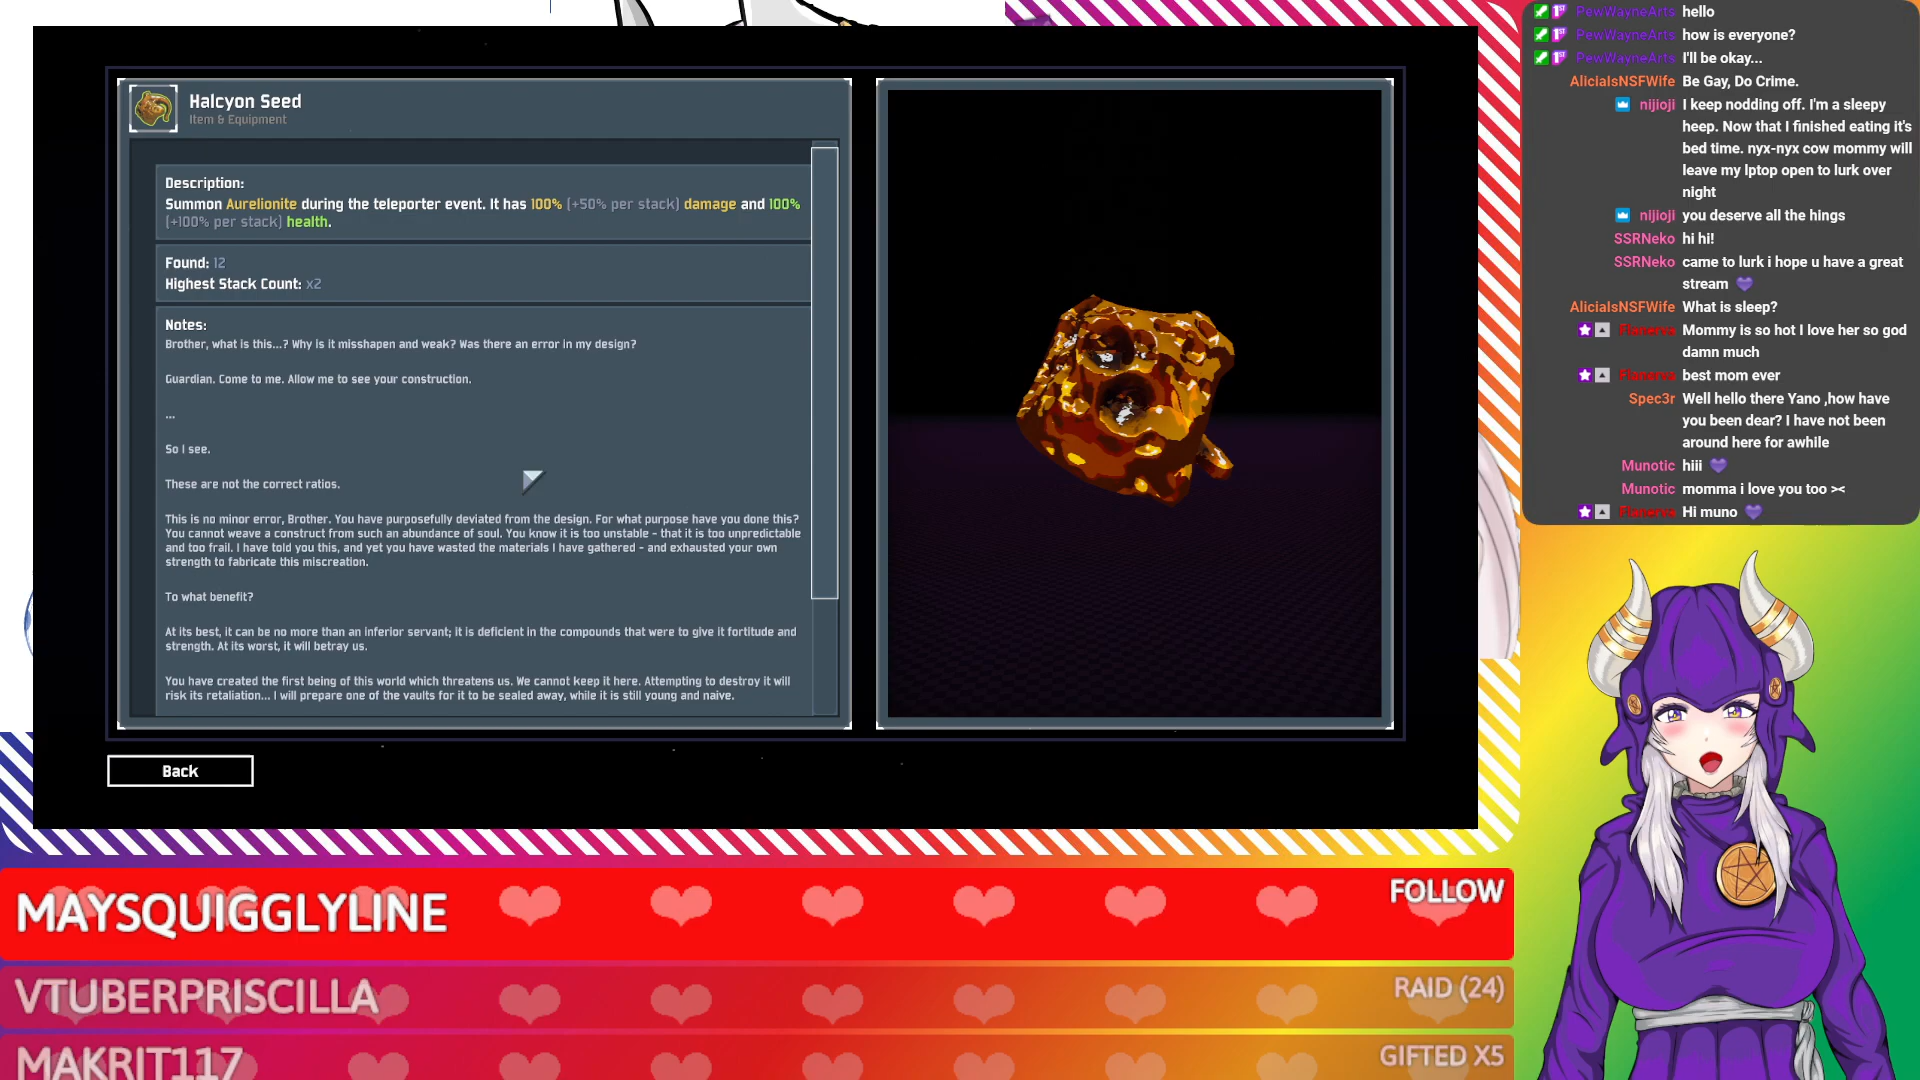 Halcyon Seed
Item & Equipment
Description:
Summon Aurelionite during the teleporter event. It has 100% (+50% per stack) damage and 100%
(+100% per stack) health.
Found: 12
Highest Stack Count: x2
Notes:
Brother, what is this...? Why is it misshapen and weak? Was there an error in my design?
Guardian. Come to me. Allow me to see your construction.
...
So I see.
These are not the correct ratios.
This is no minor error, Brother. You have purposefully deviated from the design. For what purpose have you done this?
You cannot weave a construct from such an abundance of soul. You know it is too unstable - that it is too unpredictable
and too frail. I have told you this, and yet you have wasted the materials I have gathered - and exhausted your own
strength to fabricate this miscreation.
To what benefit?
At its best, it can be no more than an inferior servant; it is deficient in the compounds that were to give it fortitude and
strength. At its worst, it will betray us.
You have created the first being of this world which threatens us. We cannot keep it here. Attempting to destroy it will
risk its retaliation... I will prepare one of the vaults for it to be sealed away, while it is still young and naive.
Back
PewWayneArts hello
PewWayneArts how is everyone?
PewWayneArts I'll be okay...
AliciaIsNSFWife Be Gay, Do Crime.
nijioji I keep nodding off. I'm a sleepy
heep. Now that I finished eating it's
bed time. nyx-nyx cow mommy will
leave my lptop open to lurk over
night
nijioji you deserve all the hings
SSRNeko hi hi!
SSRNeko came to lurk i hope u have a great
stream 💜
AliciaIsNSFWife What is sleep?
Flanerva Mommy is so hot I love her so god
damn much
Flanerva best mom ever
Spec3r Well hello there Yano ,how have
you been dear? I have not been
around here for awhile
Munotic hiii 💜
Munotic momma i love you too ><
Flanerva Hi muno 💜
MAYSQUIGGLYLINE FOLLOW
VTUBERPRISCILLA RAID (24)
MAKRIT117 GIFTED X5